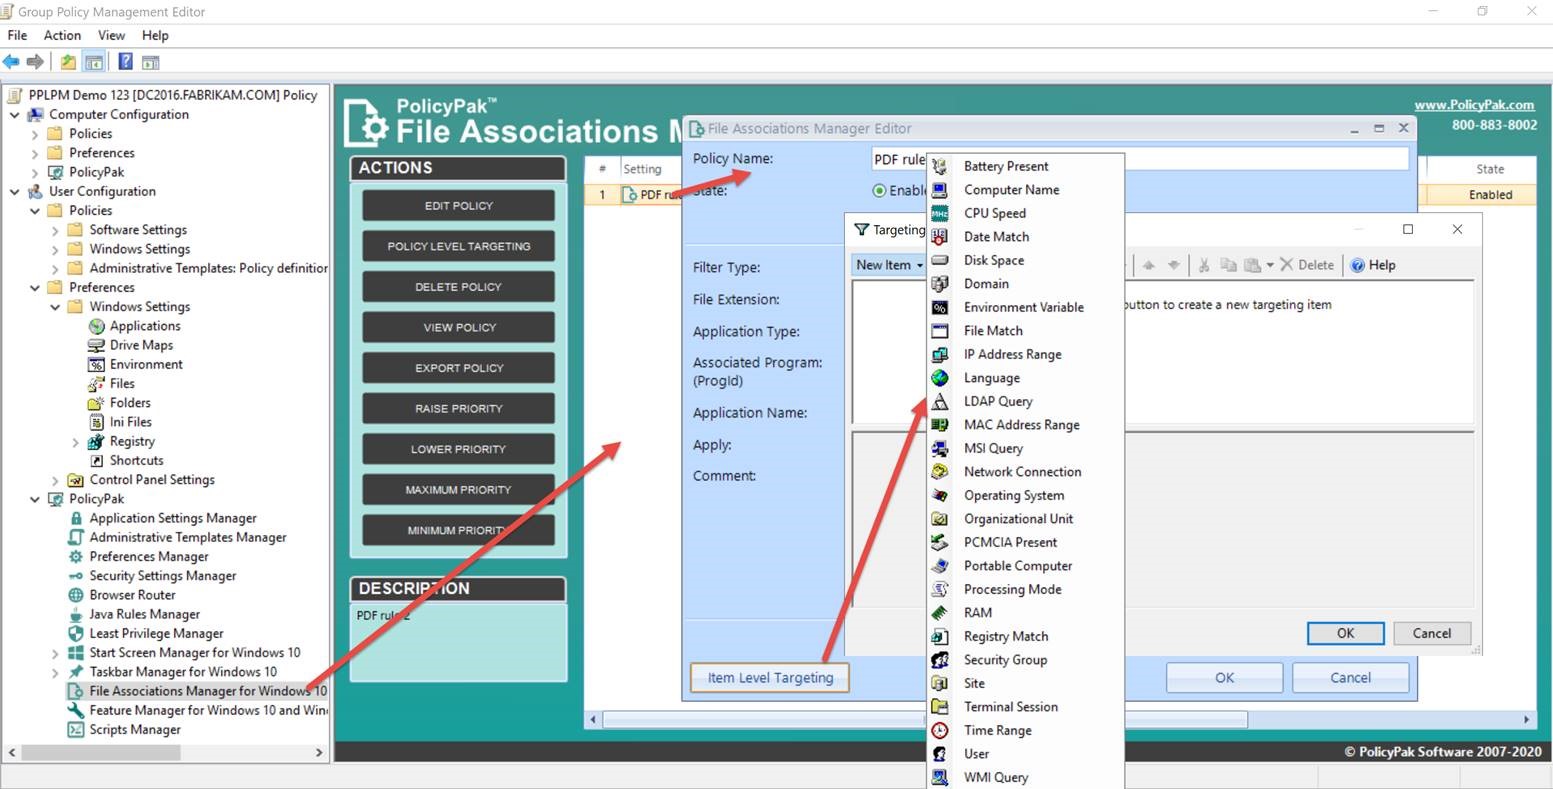 Group Policy Management Editor
File Action View Help
PPLPM Demo 123 [DC2016.FABRIKAM.COM] Policy
Computer Configuration
Policies
Preferences
PolicyPak
User Configuration
Policies
Software Settings
Windows Settings
Administrative Templates: Policy definition
Preferences
Windows Settings
Applications
Drive Maps
Environment
Files
Folders
Ini Files
Registry
Shortcuts
Control Panel Settings
PolicyPak
Application Settings Manager
Administrative Templates Manager
Preferences Manager
Security Settings Manager
Browser Router
Java Rules Manager
Least Privilege Manager
Start Screen Manager for Windows 10
Taskbar Manager for Windows 10
File Associations Manager for Windows 10
Feature Manager for Windows 10 and Win
Scripts Manager
PolicyPak™
File Associations M
www.PolicyPak.com
800-883-8002
ACTIONS
EDIT POLICY
POLICY LEVEL TARGETING
DELETE POLICY
VIEW POLICY
EXPORT POLICY
RAISE PRIORITY
LOWER PRIORITY
MAXIMUM PRIORITY
MINIMUM PRIORITY
DESCRIPTION
PDF rule 2
# Setting State
1 PDF rule Enabled
File Associations Manager Editor
Policy Name: PDF rule
State: Enabl
Filter Type:
File Extension:
Application Type:
Associated Program:
(ProgId)
Application Name:
Apply:
Comment:
Item Level Targeting
OK Cancel
Targeting
New Item Delete Help
button to create a new targeting item
OK Cancel
Battery Present
Computer Name
MHz CPU Speed
Date Match
Disk Space
Domain
Environment Variable
File Match
IP Address Range
Language
LDAP Query
MAC Address Range
MSI Query
Network Connection
Operating System
Organizational Unit
PCMCIA Present
Portable Computer
Processing Mode
RAM
Registry Match
Security Group
Site
Terminal Session
Time Range
User
WMI Query
© PolicyPak Software 2007-2020